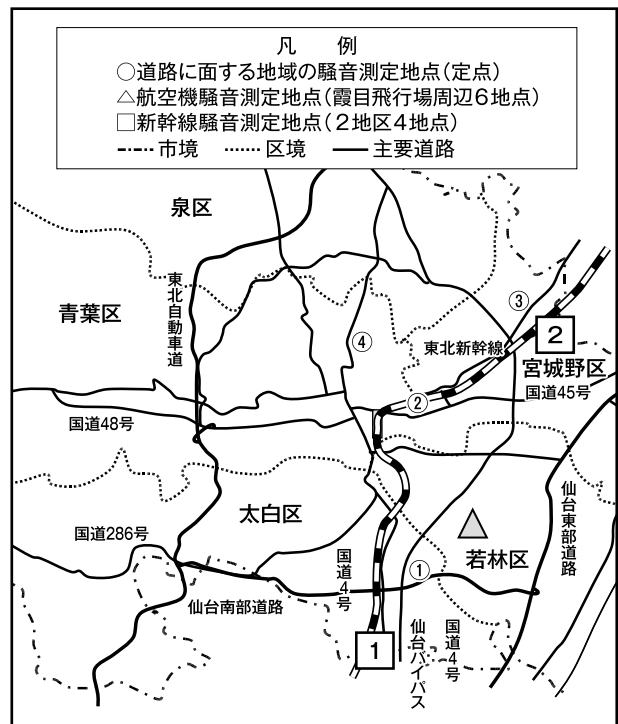 凡　例
○道路に面する地域の騒音測定地点(定点)
△航空機騒音測定地点(霞目飛行場周辺6地点)
□新幹線騒音測定地点(2地区4地点)
市境 区境 主要道路
泉区
東北自動車道
青葉区
③
④
2
東北新幹線
宮城野区
②
国道45号
国道48号
太白区
仙台東部道路
国道286号
若林区
国道4号
①
仙台南部道路
1
仙台バイパス
国道4号